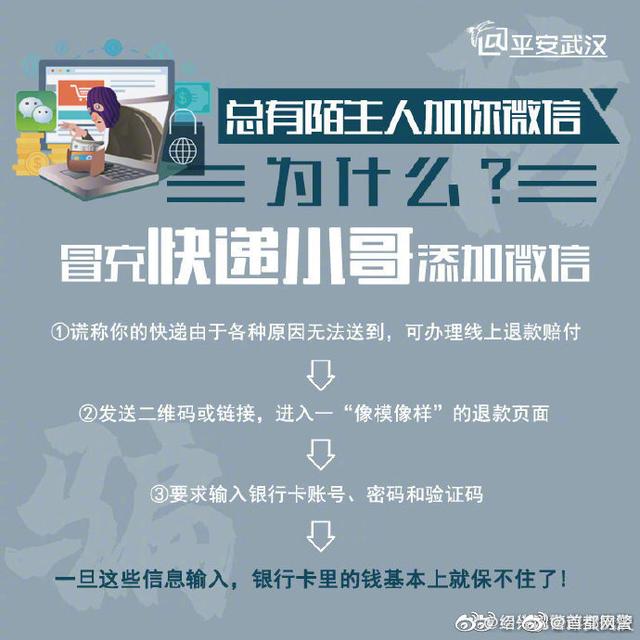 @平安武汉
总有陌生人加你微信
为什么?
冒充快递小哥添加微信
①谎称你的快递由于各种原因无法送到，可办理线上退款赔付
②发送二维码或链接，进入一“像模像样”的退款页面
③要求输入银行卡账号、密码和验证码
骗
一旦这些信息输入，银行卡里的钱基本上就保不住了!
@首都网警